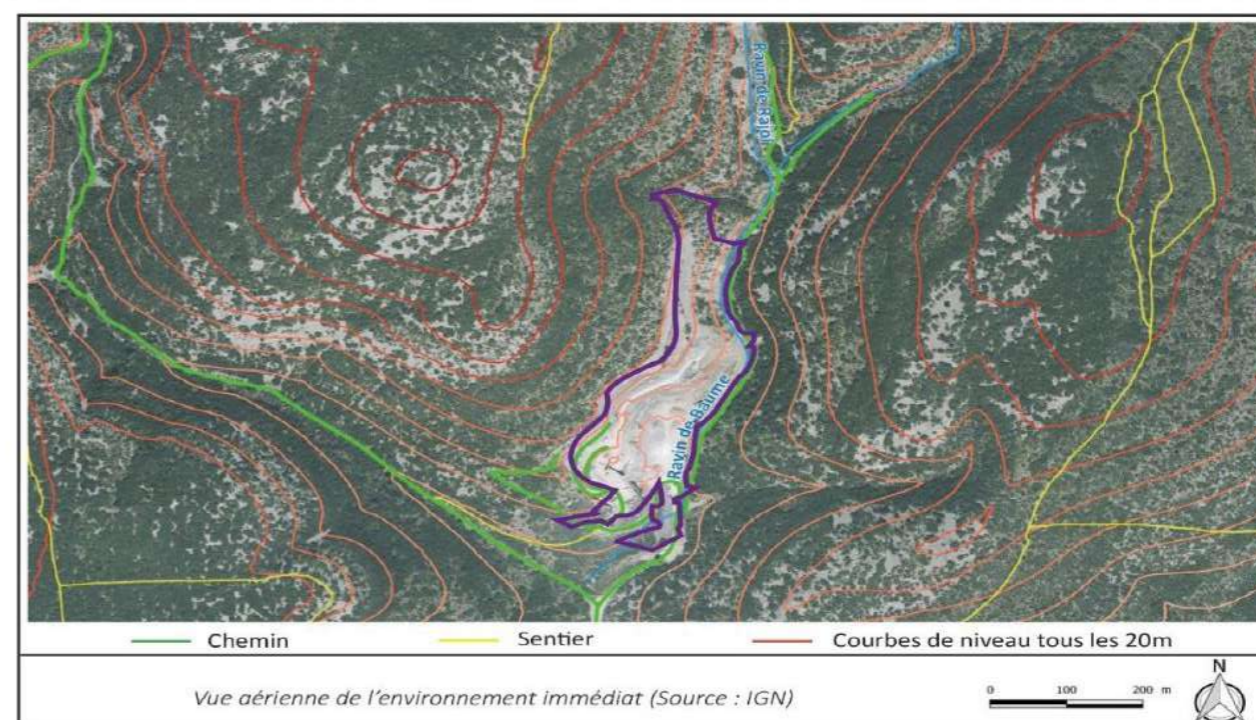 Ravin de Baume
Chemin
Sentier
Courbes de niveau tous les 20m
Vue aérienne de l'environnement immédiat (Source : IGN)
0 100 200 m
N